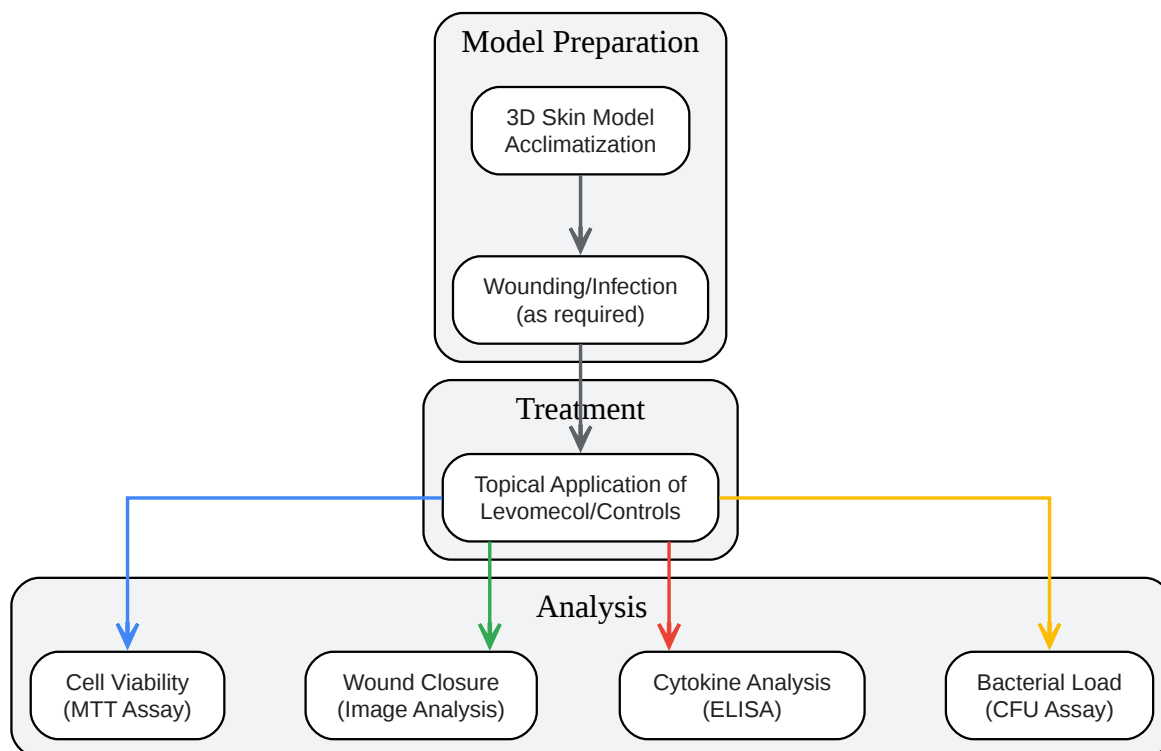 Model Preparation
3D Skin Model
Acclimatization
Wounding/Infection
(as required)
Treatment
Topical Application of
Levomecol/Controls
Analysis
Cell Viability
(MTT Assay)
Wound Closure
(Image Analysis)
Cytokine Analysis
(ELISA)
Bacterial Load
(CFU Assay)